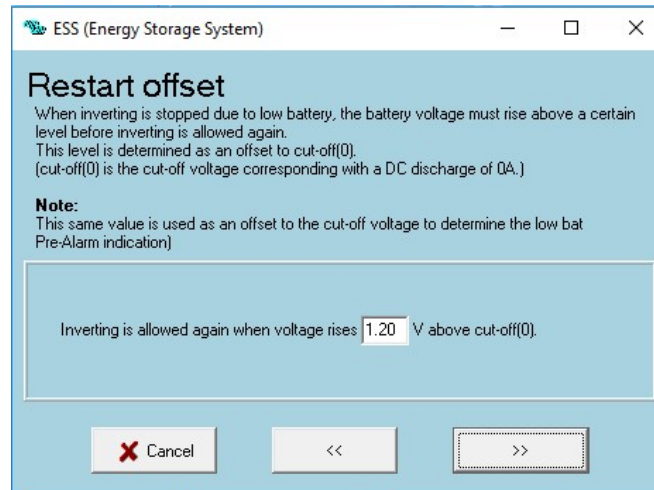 ESS (Energy Storage System)
Restart offset
When inverting is stopped due to low battery, the battery voltage must rise above a certain
level before inverting is allowed again.
This level is determined as an offset to cut-off(0).
(cut-off(0) is the cut-off voltage corresponding with a DC discharge of 0A.)
Note:
This same value is used as an offset to the cut-off voltage to determine the low bat
Pre-Alarm indication)
Inverting is allowed again when voltage rises 1.20 V above cut-off(0).
Cancel << >>